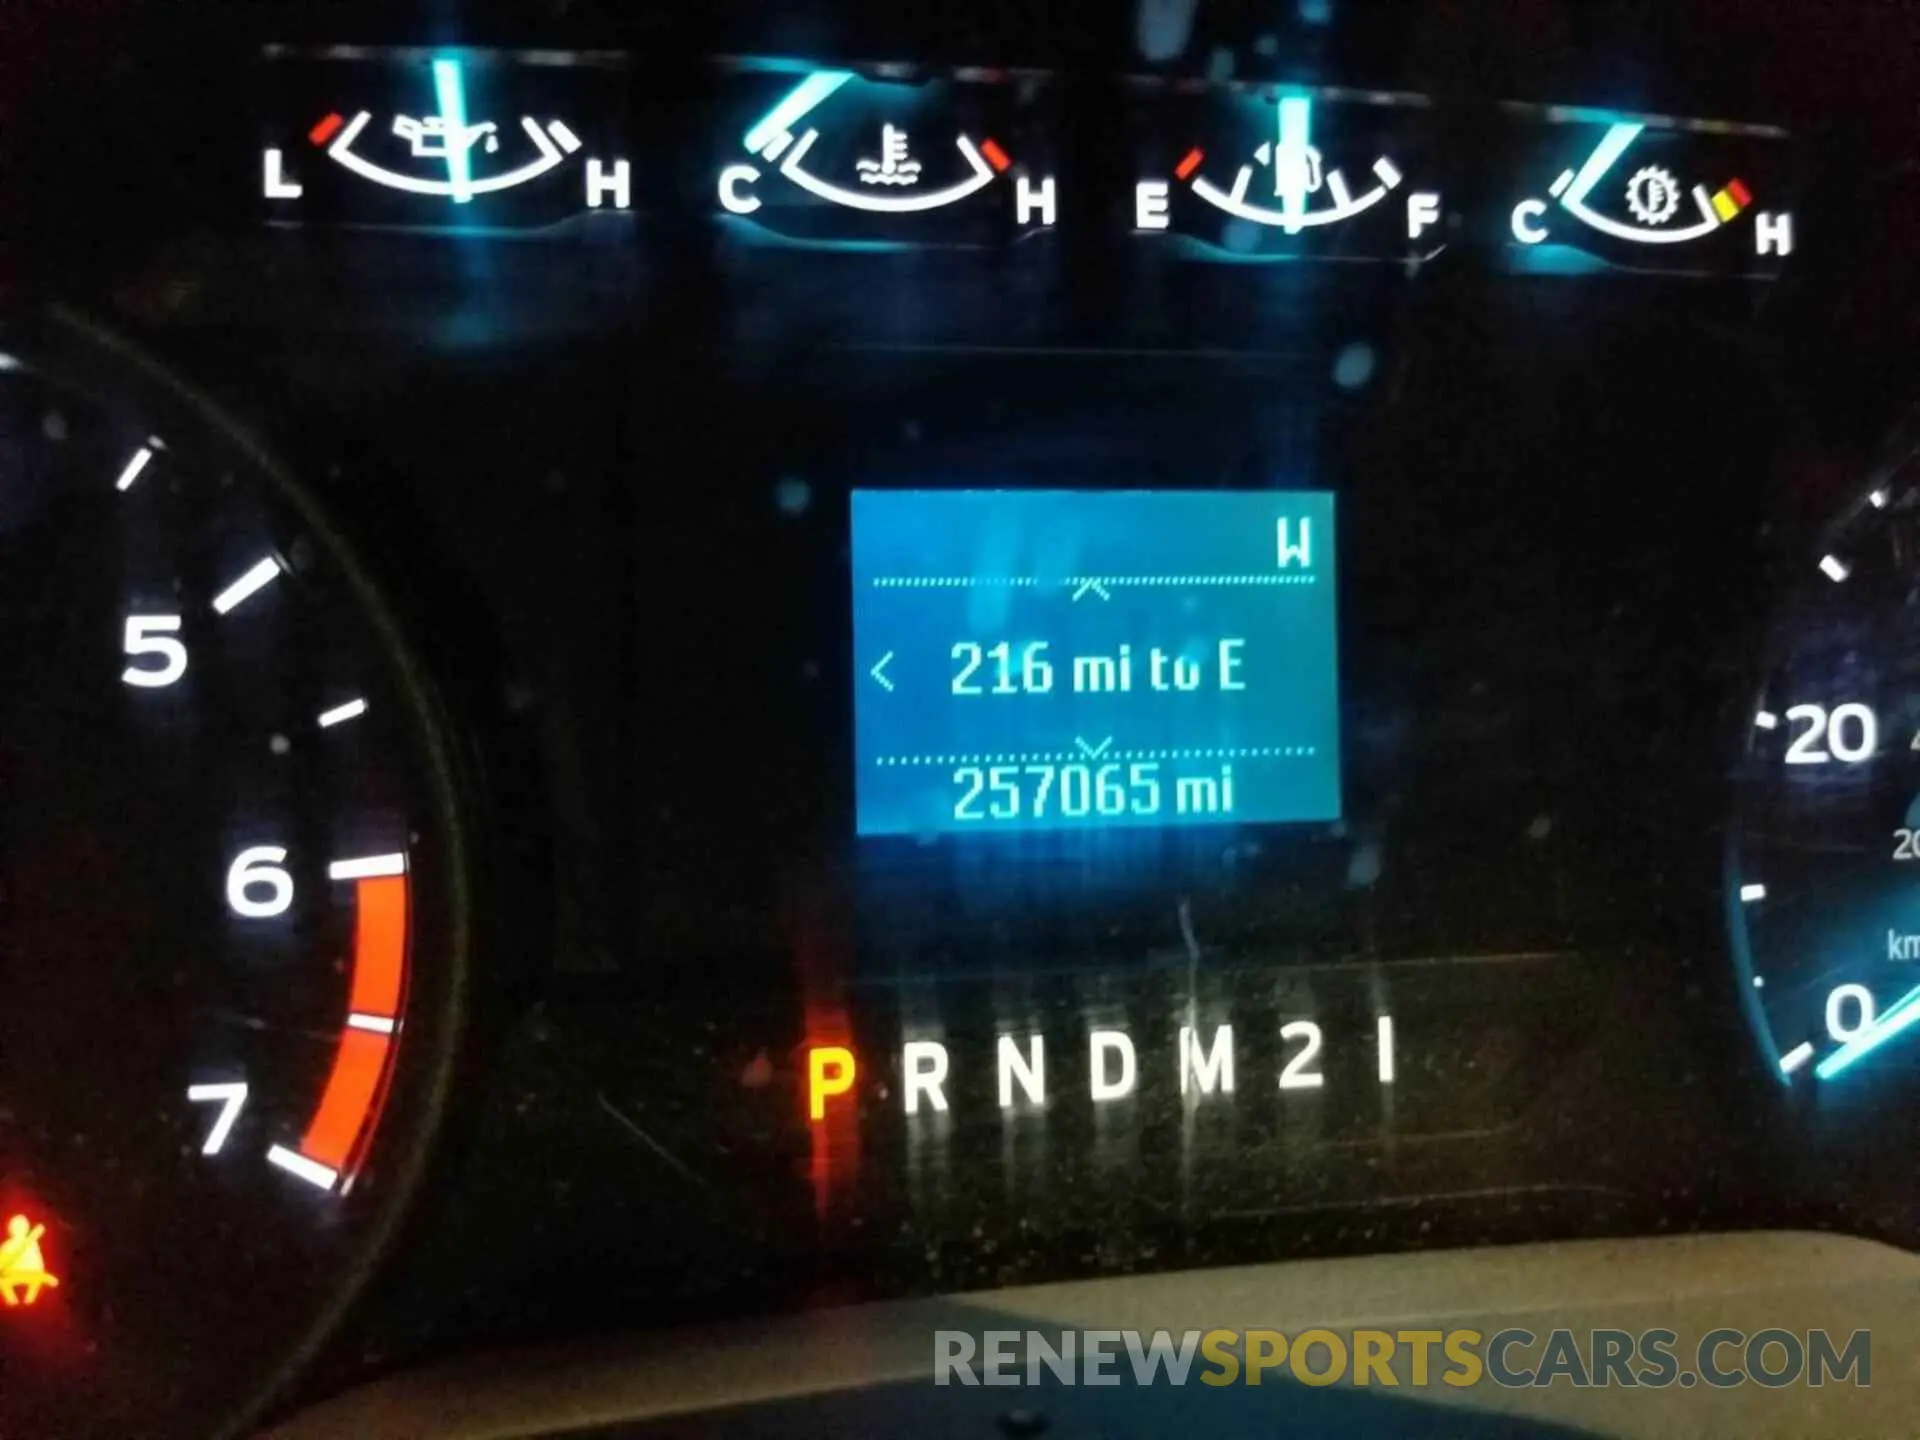 L H C H E F C H
W
216 mi to E
257065 mi
5
6
7
20
0
P R N D M 2 1
RENEWSPORTSCARS.COM